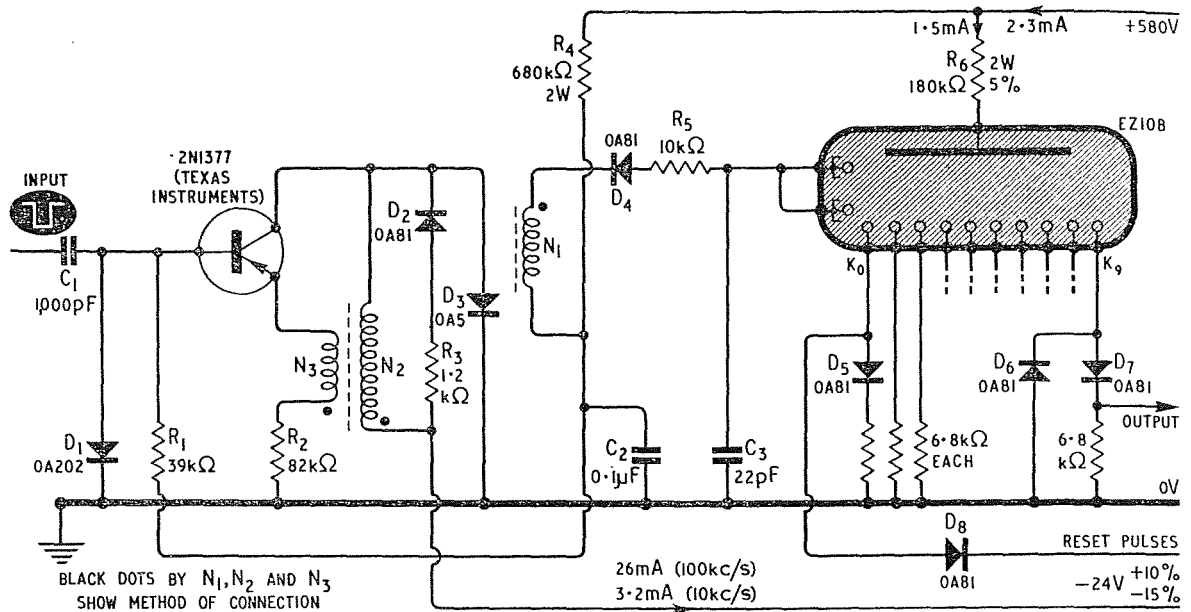 1·5mA
2·3mA
+580V
R4
680kΩ
2W
R6
180kΩ
2W
5%
EZ10B
2N1377
(TEXAS
INSTRUMENTS)
INPUT
C1
1,000pF
D2
OA81
D3
OA5
N1
OA81
D4
R5
10kΩ
K0
K9
N3
N2
R3
1·2
kΩ
D1
OA202
R1
39kΩ
R2
82kΩ
C2
0·1μF
C3
22pF
D5
OA81
D6
OA81
D7
OA81
OUTPUT
6·8kΩ
EACH
6·8
kΩ
0V
D8
OA81
RESET PULSES
BLACK DOTS BY N1,N2 AND N3
SHOW METHOD OF CONNECTION
26mA (100kc/s)
3·2mA (10kc/s)
−24V +10%
−15%